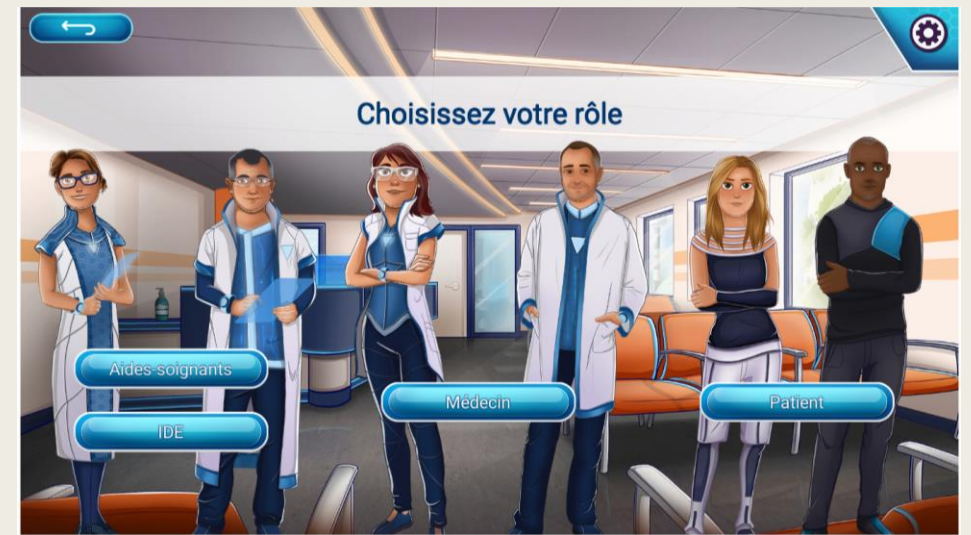 Choisissez votre rôle
Aides-soignants
IDE
Médecin
Patient